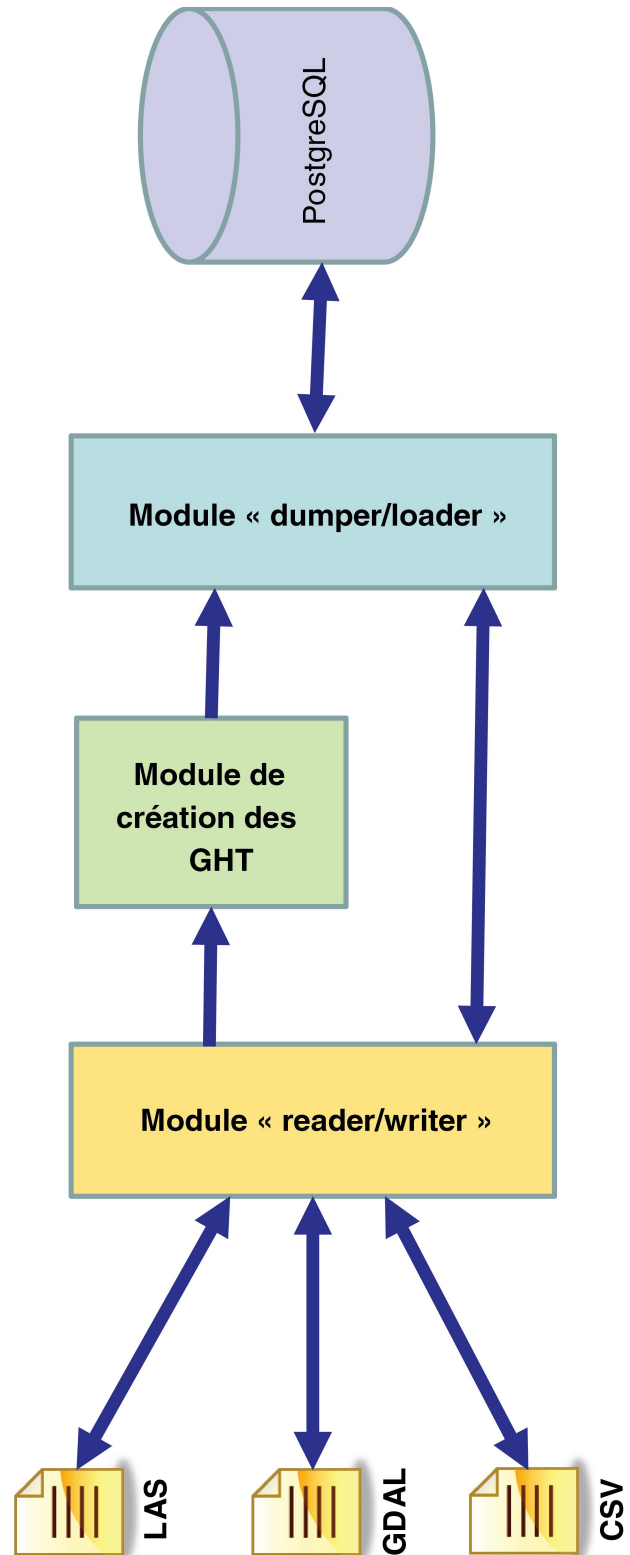 PostgreSQL
Module « dumper/loader »
Module de
création des
GHT
Module « reader/writer »
LAS
GDAL
CSV